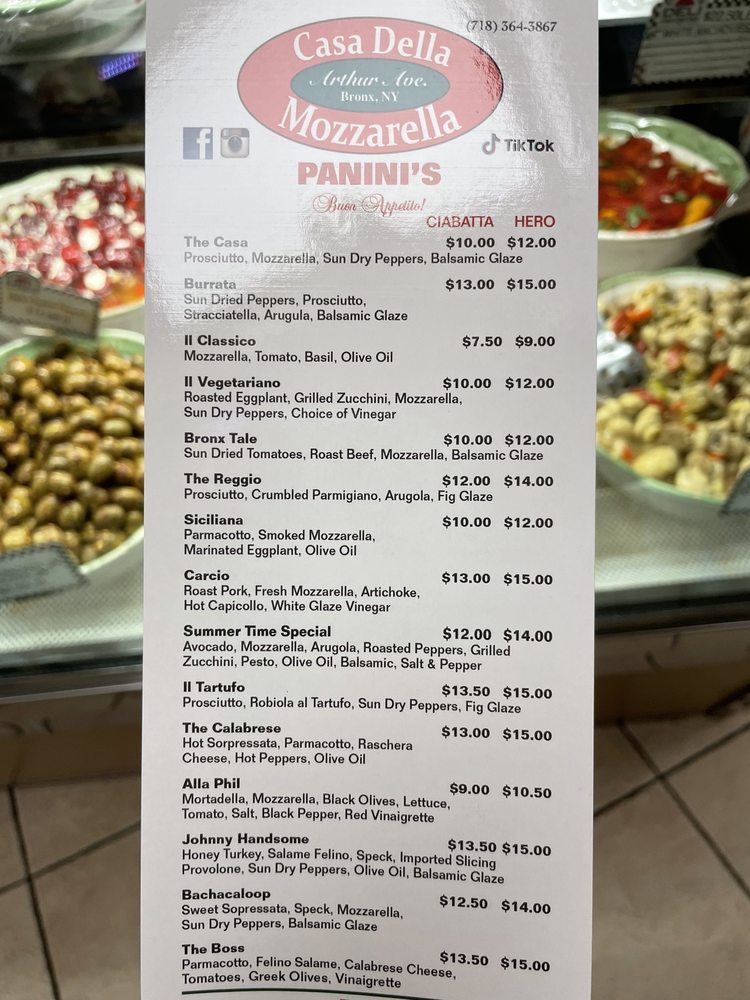 (718) 364-3867
Casa Della
Arthur Ave.
Bronx, NY
Mozzarella
TikTok
PANINI'S
Buon Appetito!
CIABATTA HERO
The Casa $10.00 $12.00
Prosciutto, Mozzarella, Sun Dry Peppers, Balsamic Glaze
Burrata $13.00 $15.00
Sun Dried Peppers, Prosciutto,
Stracciatella, Arugula, Balsamic Glaze
Il Classico $7.50 $9.00
Mozzarella, Tomato, Basil, Olive Oil
Il Vegetariano $10.00 $12.00
Roasted Eggplant, Grilled Zucchini, Mozzarella,
Sun Dry Peppers, Choice of Vinegar
Bronx Tale $10.00 $12.00
Sun Dried Tomatoes, Roast Beef, Mozzarella, Balsamic Glaze
The Reggio $12.00 $14.00
Prosciutto, Crumbled Parmigiano, Arugola, Fig Glaze
Siciliana $10.00 $12.00
Parmacotto, Smoked Mozzarella,
Marinated Eggplant, Olive Oil
Carcio $13.00 $15.00
Roast Pork, Fresh Mozzarella, Artichoke,
Hot Capicollo, White Glaze Vinegar
Summer Time Special $12.00 $14.00
Avocado, Mozzarella, Arugola, Roasted Peppers, Grilled
Zucchini, Pesto, Olive Oil, Balsamic, Salt & Pepper
Il Tartufo $13.50 $15.00
Prosciutto, Robiola al Tartufo, Sun Dry Peppers, Fig Glaze
The Calabrese $13.00 $15.00
Hot Sorpressata, Parmacotto, Raschera
Cheese, Hot Peppers, Olive Oil
Alla Phil $9.00 $10.50
Mortadella, Mozzarella, Black Olives, Lettuce,
Tomato, Salt, Black Pepper, Red Vinaigrette
Johnny Handsome $13.50 $15.00
Honey Turkey, Salame Felino, Speck, Imported Slicing
Provolone, Sun Dry Peppers, Olive Oil, Balsamic Glaze
Bachacaloop $12.50 $14.00
Sweet Sopressata, Speck, Mozzarella,
Sun Dry Peppers, Balsamic Glaze
The Boss $13.50 $15.00
Parmacotto, Felino Salame, Calabrese Cheese,
Tomatoes, Greek Olives, Vinaigrette